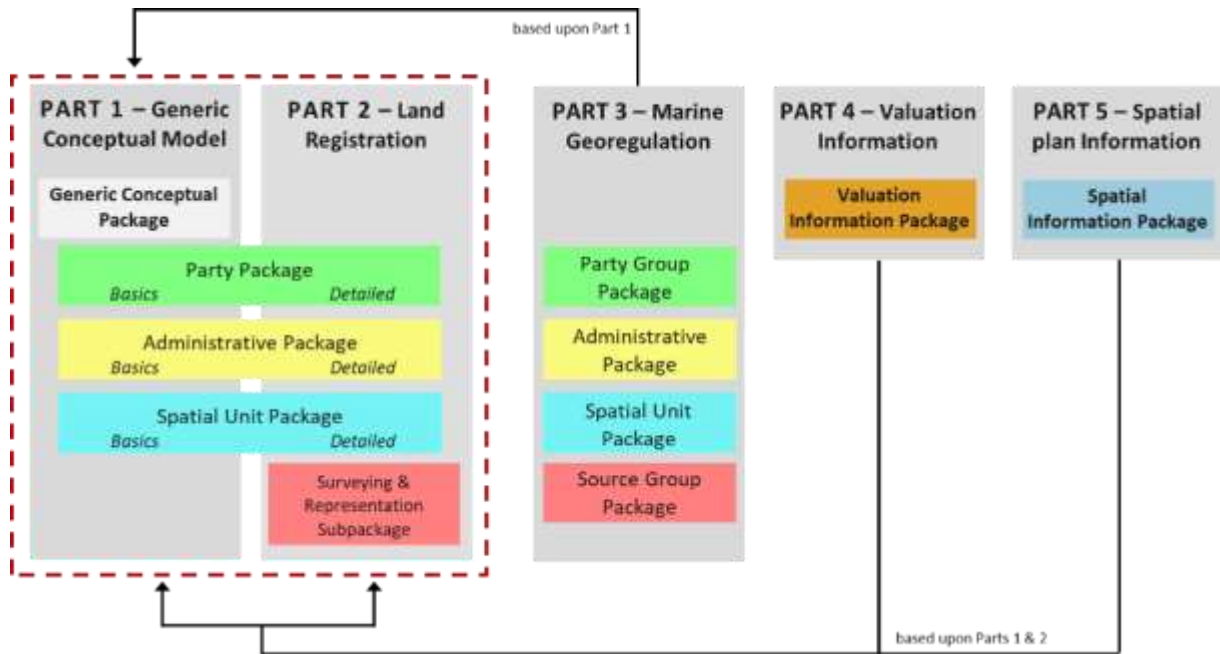 based upon Part 1
PART 1 – Generic
Conceptual Model
Generic Conceptual
Package
PART 2 – Land
Registration
Party Package
Basics Detailed
Administrative Package
Basics Detailed
Spatial Unit Package
Basics Detailed
Surveying &
Representation
Subpackage
PART 3 – Marine
Georegulation
Party Group
Package
Administrative
Package
Spatial Unit
Package
Source Group
Package
PART 4 – Valuation
Information
Valuation
Information Package
PART 5 – Spatial
plan Information
Spatial
Information Package
based upon Parts 1 & 2